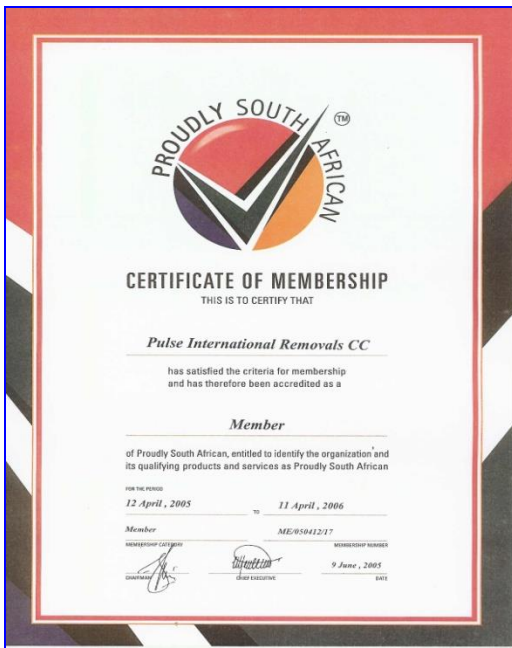 PROUDLY SOUTH AFRICAN
TM
CERTIFICATE OF MEMBERSHIP
THIS IS TO CERTIFY THAT
Pulse International Removals CC
has satisfied the criteria for membership
and has therefore been accredited as a
Member
of Proudly South African, entitled to identify the organization and
its qualifying products and services as Proudly South African
FOR THE PERIOD
12 April , 2005 TO 11 April , 2006
Member ME/050412/17
MEMBERSHIP CATEGORY MEMBERSHIP NUMBER
9 June , 2005
CHAIRMAN CHIEF EXECUTIVE DATE